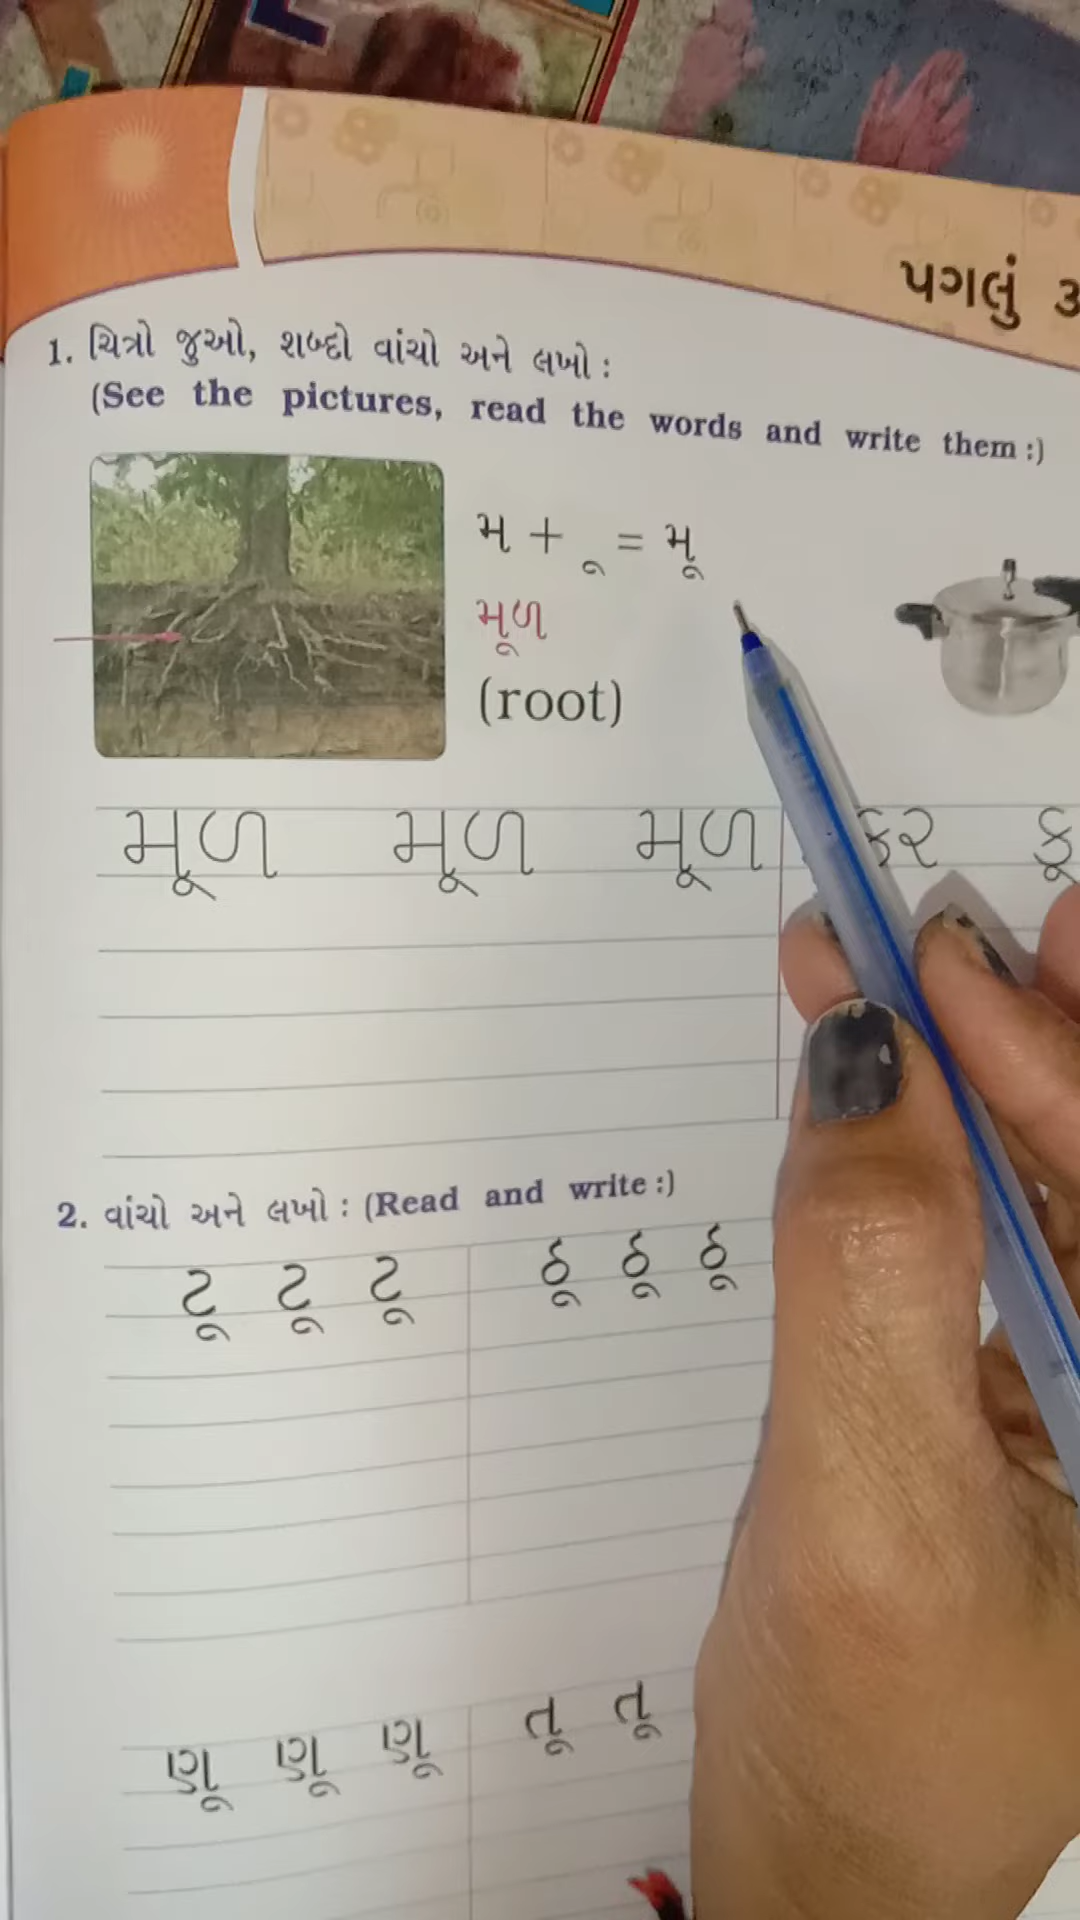 પગલું ૩
1. ચિત્રો જુઓ, શબ્દો વાંચો અને લખો :
(See the pictures, read the words and write them :)
મ + ૂ = મૂ
મૂળ
(root)
મૂળ મૂળ મૂળ
2. વાંચો અને લખો : (Read and write :)
ટૂ ટૂ ટૂ ઠૂ ઠૂ ઠૂ
ણૂ ણૂ ણૂ તૂ તૂ